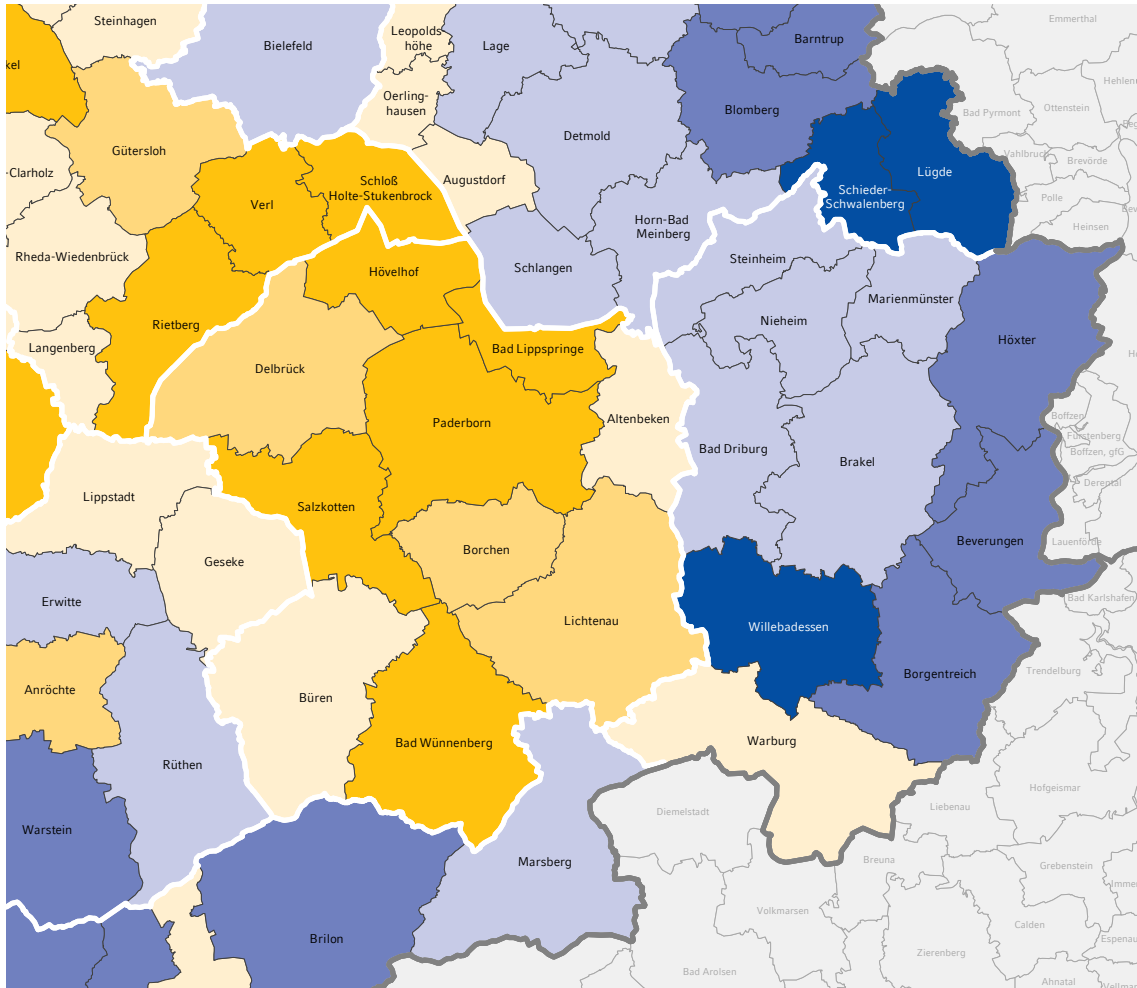 Steinhagen
Bielefeld
Leopolds
höhe
Lage
Barntrup
Emmerthal
kel
Oerling-
hausen
Blomberg
Hehlen
Ottenstein
Bad Pyrmont
Detmold
Gütersloh
Vahlbruch
Brevörde
-Clarholz
Schloß
Holte-Stukenbrock
Augustdorf
Lügde
Verl
Schieder-
Schwalenberg
Polle
Heinsen
Horn-Bad
Meinberg
Rheda-Wiedenbrück
Steinheim
Schlangen
Hövelhof
Marienmünster
Rietberg
Nieheim
Höxter
Langenberg
Bad Lippspringe
Delbrück
Altenbeken
Boffzen
Paderborn
Fürstenberg
Bad Driburg
Boffzen, gfG
Brakel
Derental
Lippstadt
Salzkotten
Beverungen
Lauenförde
Borchen
Geseke
Erwitte
Bad Karlshafen
Lichtenau
Willebadessen
Trendelburg
Borgentreich
Anröchte
Büren
Bad Wünnenberg
Warburg
Rüthen
Hofgeismar
Liebenau
Diemelstadt
Warstein
Marsberg
Breuna
Grebenstein
Imme
Volkmarsen
Calden
Brilon
Espenau
Zierenberg
Bad Arolsen
Ahnatal
Vellmar